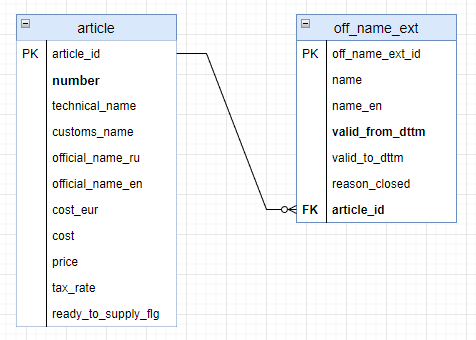 article
PK article_id
number
technical_name
customs_name
official_name_ru
official_name_en
cost_eur
cost
price
tax_rate
ready_to_supply_flg
off_name_ext
PK off_name_ext_id
name
name_en
valid_from_dttm
valid_to_dttm
reason_closed
FK article_id